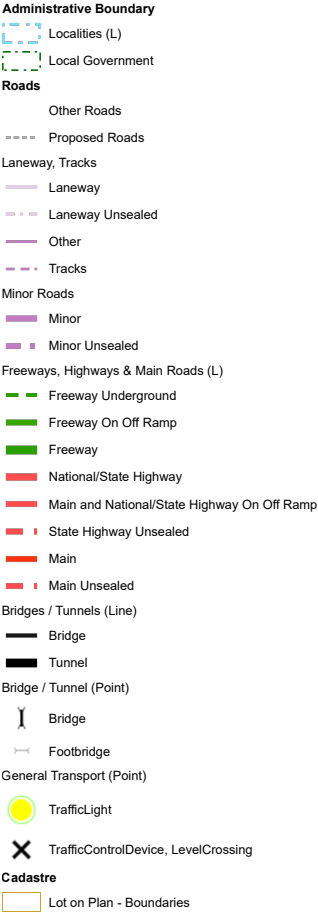 Administrative Boundary
Localities (L)
Local Government
Roads
Other Roads
Proposed Roads
Laneway, Tracks
Laneway
Laneway Unsealed
Other
Tracks
Minor Roads
Minor
Minor Unsealed
Freeways, Highways & Main Roads (L)
Freeway Underground
Freeway On Off Ramp
Freeway
National/State Highway
Main and National/State Highway On Off Ramp
State Highway Unsealed
Main
Main Unsealed
Bridges / Tunnels (Line)
Bridge
Tunnel
Bridge / Tunnel (Point)
Bridge
Footbridge
General Transport (Point)
TrafficLight
TrafficControlDevice, LevelCrossing
Cadastre
Lot on Plan - Boundaries